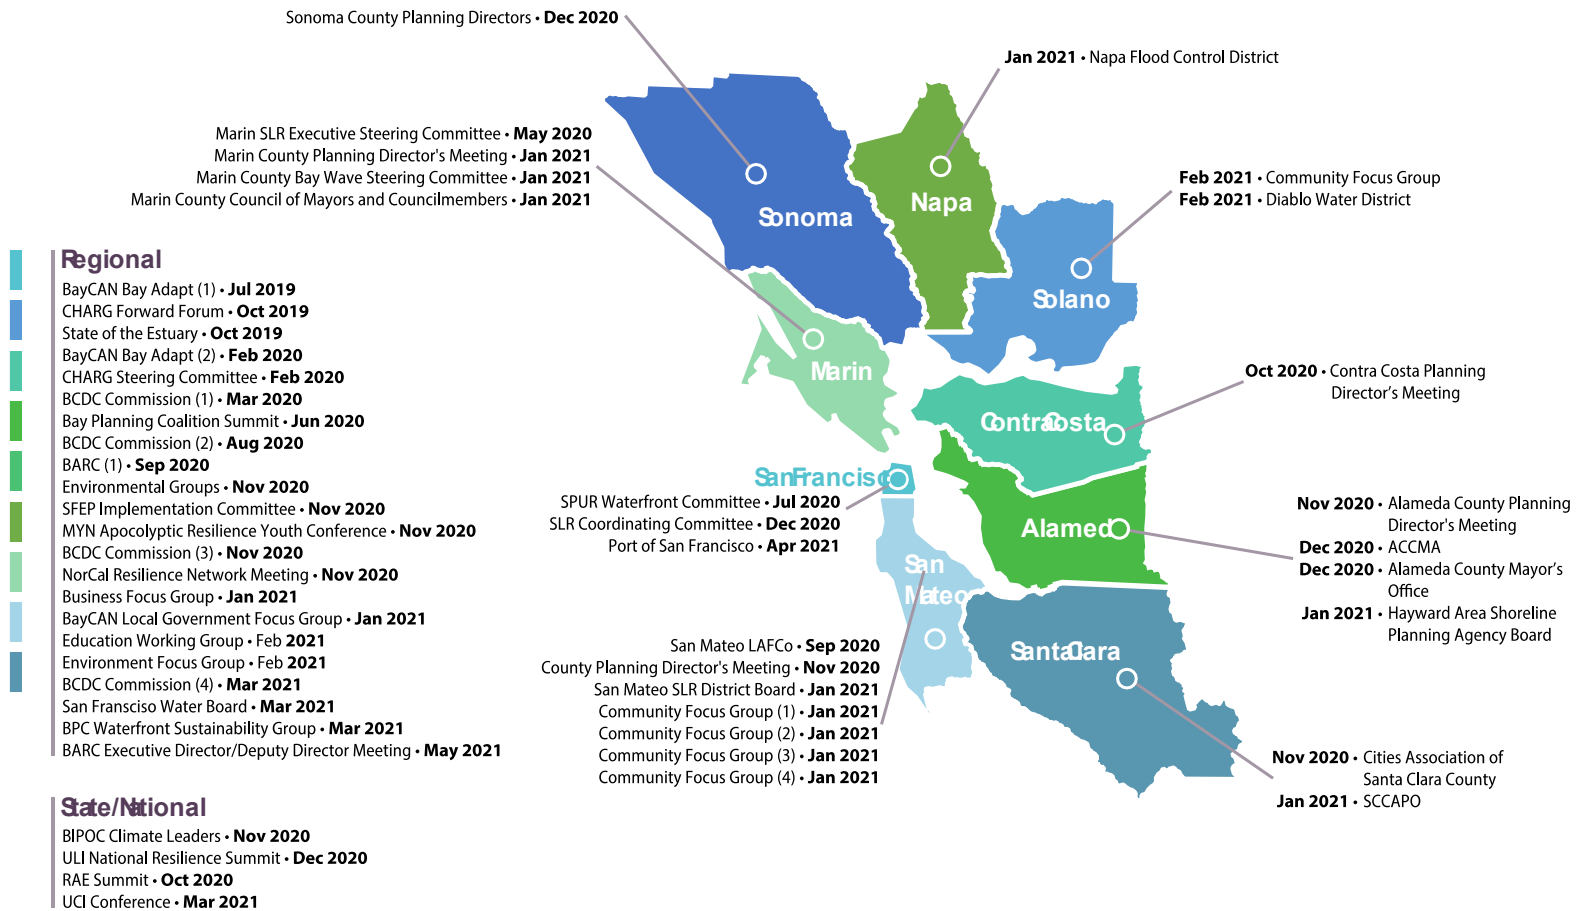 Sonoma County Planning Directors • Dec 2020
Jan 2021 • Napa Flood Control District
Marin SLR Executive Steering Committee • May 2020
Marin County Planning Director's Meeting • Jan 2021
Marin County Bay Wave Steering Committee • Jan 2021
Marin County Council of Mayors and Councilmembers • Jan 2021
Feb 2021 • Community Focus Group
Feb 2021 • Diablo Water District
Sonoma
Napa
Solano
Marin
Contra Costa
San Francisco
Alameda
San
Mateo
Santa Clara
Regional
BayCAN Bay Adapt (1) • Jul 2019
CHARG Forward Forum • Oct 2019
State of the Estuary • Oct 2019
BayCAN Bay Adapt (2) • Feb 2020
CHARG Steering Committee • Feb 2020
BCDC Commission (1) • Mar 2020
Bay Planning Coalition Summit • Jun 2020
BCDC Commission (2) • Aug 2020
BARC (1) • Sep 2020
Environmental Groups • Nov 2020
SFEP Implementation Committee • Nov 2020
MYN Apocolyptic Resilience Youth Conference • Nov 2020
BCDC Commission (3) • Nov 2020
NorCal Resilience Network Meeting • Nov 2020
Business Focus Group • Jan 2021
BayCAN Local Government Focus Group • Jan 2021
Education Working Group • Feb 2021
Environment Focus Group • Feb 2021
BCDC Commission (4) • Mar 2021
San Fransciso Water Board • Mar 2021
BPC Waterfront Sustainability Group • Mar 2021
BARC Executive Director/Deputy Director Meeting • May 2021
State/National
BIPOC Climate Leaders • Nov 2020
ULI National Resilience Summit • Dec 2020
RAE Summit • Oct 2020
UCI Conference • Mar 2021
Oct 2020 • Contra Costa Planning
Director's Meeting
SPUR Waterfront Committee • Jul 2020
SLR Coordinating Committee • Dec 2020
Port of San Francisco • Apr 2021
Nov 2020 • Alameda County Planning
Director's Meeting
Dec 2020 • ACCMA
Dec 2020 • Alameda County Mayor's
Office
Jan 2021 • Hayward Area Shoreline
Planning Agency Board
San Mateo LAFCo • Sep 2020
County Planning Director's Meeting • Nov 2020
San Mateo SLR District Board • Jan 2021
Community Focus Group (1) • Jan 2021
Community Focus Group (2) • Jan 2021
Community Focus Group (3) • Jan 2021
Community Focus Group (4) • Jan 2021
Nov 2020 • Cities Association of
Santa Clara County
Jan 2021 • SCCAPO